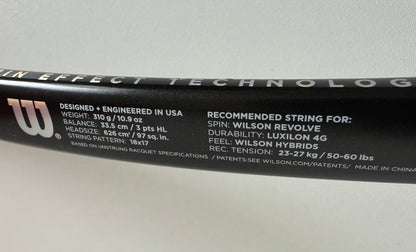 IN EFFECT TECHNOLOG
W
®
DESIGNED + ENGINEERED IN USA
WEIGHT: 310 g / 10.9 oz
BALANCE: 33.5 cm / 3 pts HL
HEADSIZE: 626 cm² / 97 sq. in.
STRING PATTERN: 18x17
BASED ON UNSTRUNG RACQUET SPECIFICATIONS / PATENTS:SEE WILSON.COM/PATENTS/ MADE IN CHINA
RECOMMENDED STRING FOR:
SPIN: WILSON REVOLVE
DURABILITY: LUXILON 4G
FEEL: WILSON HYBRIDS
REC. TENSION: 23-27 kg / 50-60 lbs